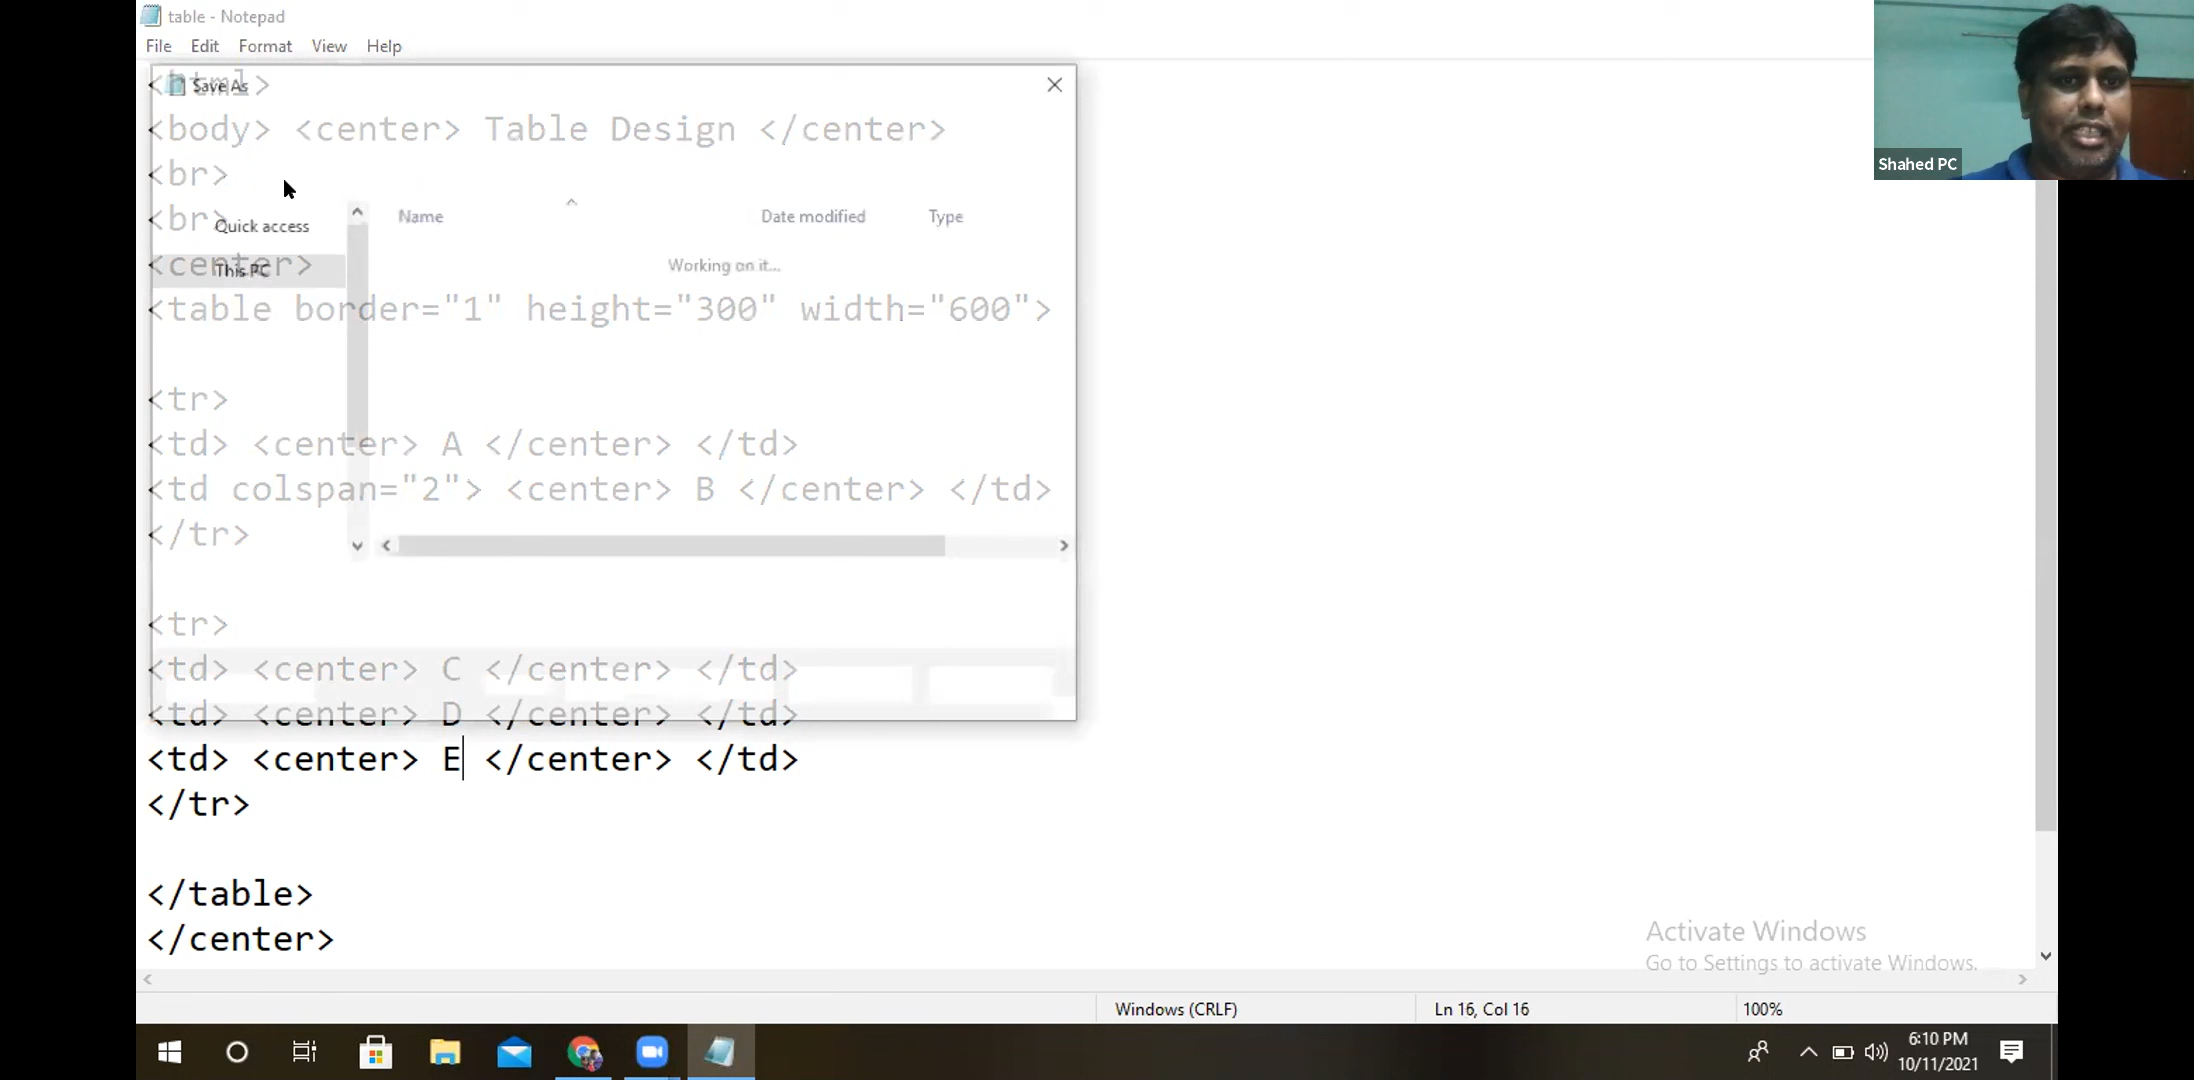 table - Notepad
File Edit Format View Help
<html>
Save As
<body> <center> Table Design </center>
<br>
<br>
<center>
Quick access
This PC
Name Date modified Type
Working on it...
<table border="1" height="300" width="600">
<tr>
<td> <center> A </center> </td>
<td colspan="2"> <center> B </center> </td>
</tr>
<tr>
<td> <center> C </center> </td>
<td> <center> D </center> </td>
<td> <center> E </center> </td>
</tr>
</table>
</center>
Shahed PC
Activate Windows
Go to Settings to activate Windows.
Windows (CRLF) Ln 16, Col 16 100%
6:10 PM
10/11/2021